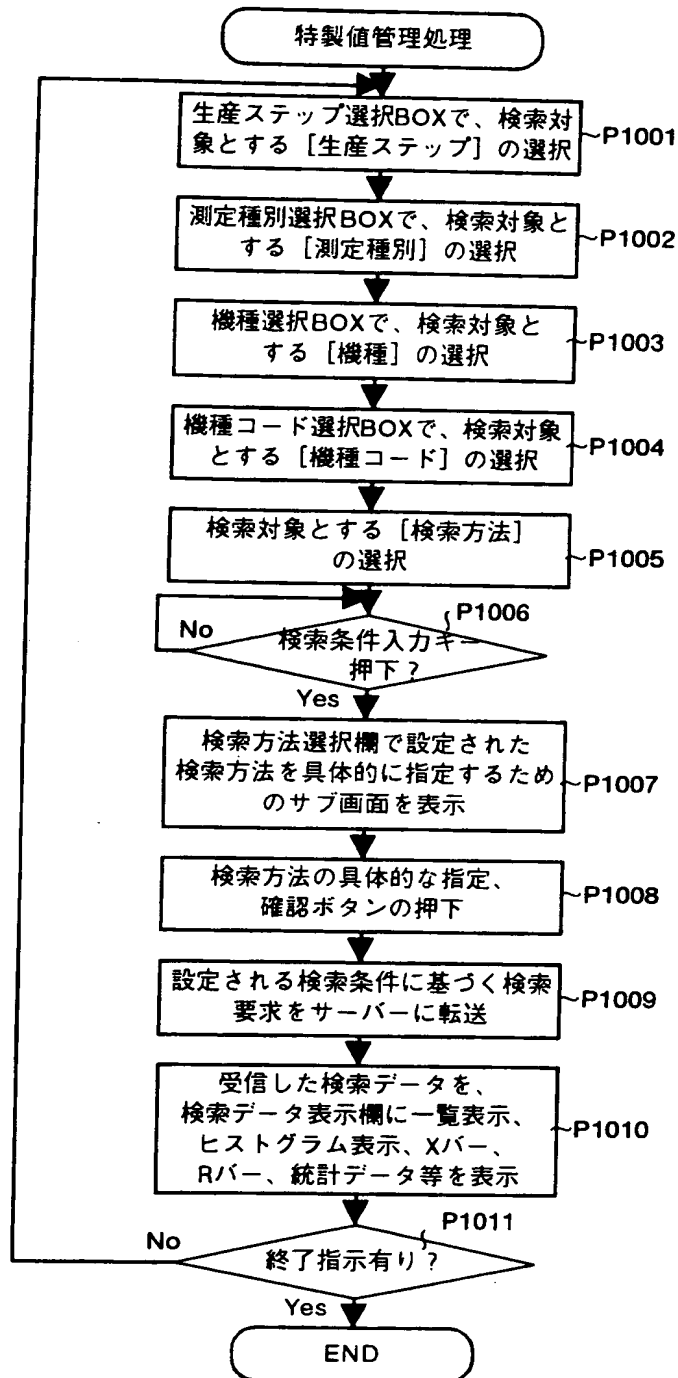 特製値管理処理
生産ステップ選択BOXで、検索対
象とする［生産ステップ］の選択
P1001
測定種別選択BOXで、検索対象と
する［測定種別］の選択
P1002
機種選択BOXで、検索対象と
する［機種］の選択
P1003
機種コード選択BOXで、検索対象
とする［機種コード］の選択
P1004
検索対象とする［検索方法］
の選択
P1005
P1006
No
検索条件入力キー
押下？
Yes
検索方法選択欄で設定された
検索方法を具体的に指定するため
のサブ画面を表示
P1007
検索方法の具体的な指定、
確認ボタンの押下
P1008
設定される検索条件に基づく検索
要求をサーバーに転送
P1009
受信した検索データを、
検索データ表示欄に一覧表示、
ヒストグラム表示、Xバー、
Rバー、統計データ等を表示
P1010
P1011
No
終了指示有り？
Yes
END